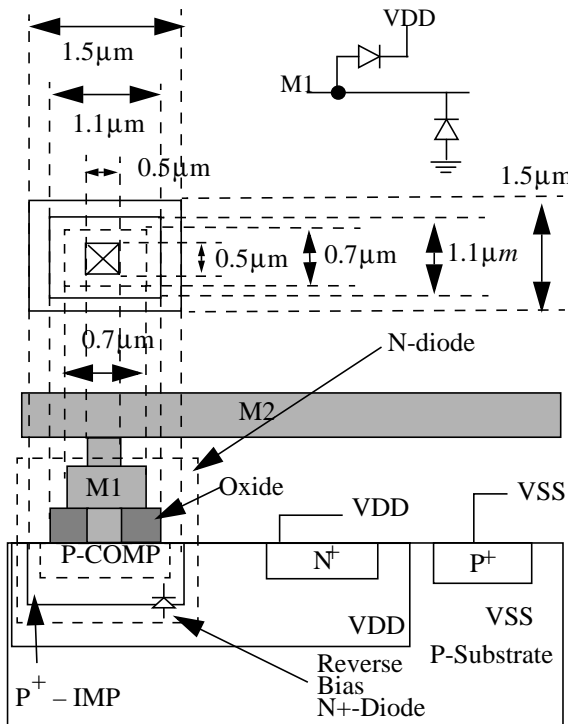 1.5μm
VDD
M1
1.1μm
0.5μm
1.5μm
0.5μm
0.7μm
1.1μm
0.7μm
N-diode
M2
M1
Oxide
VDD
VSS
P-COMP
N+
P+
VSS
VDD
P-Substrate
Reverse
Bias
N+-Diode
P+ – IMP